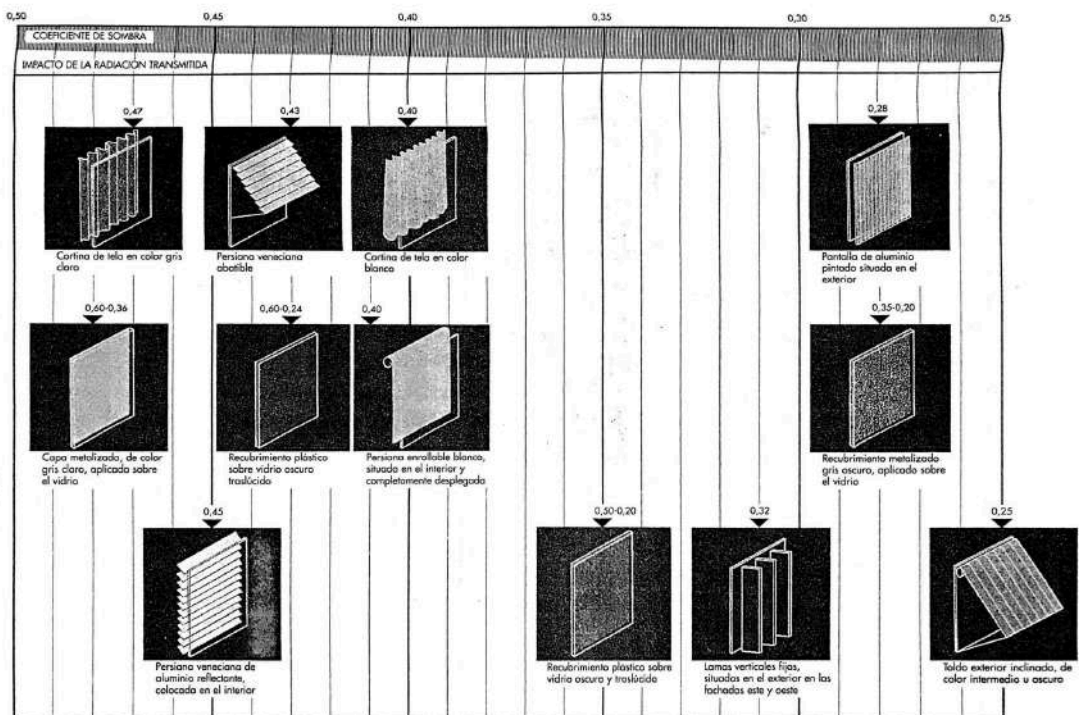 0,50 0,45 0,40 0,35 0,30 0,25
COEFICIENTE DE SOMBRA
IMPACTO DE LA RADIACIÓN TRANSMITIDA
0,47
Cortina de tela en color gris
claro
0,43
Persiana veneciana
abatible
0,40
Cortina de tela en color
blanco
0,28
Pantalla de aluminio
pintado situada en el
exterior
0,60-0,36
Capa metalizada, de color
gris claro, aplicada sobre
el vidrio
0,60-0,24
Recubrimiento plástico
sobre vidrio oscuro
traslúcido
0,40
Persiana enrollable blanca,
situada en el interior y
completamente desplegada
0,35-0,20
Recubrimiento metalizado
gris oscuro, aplicado sobre
el vidrio
0,45
Persiana veneciana de
aluminio reflectante,
colocada en el interior
0,50-0,20
Recubrimiento plástico sobre
vidrio oscuro y traslúcido
0,32
Lamas verticales fijas,
situadas en el exterior en las
fachadas este y oeste
0,25
Toldo exterior inclinado, de
color intermedio u oscuro